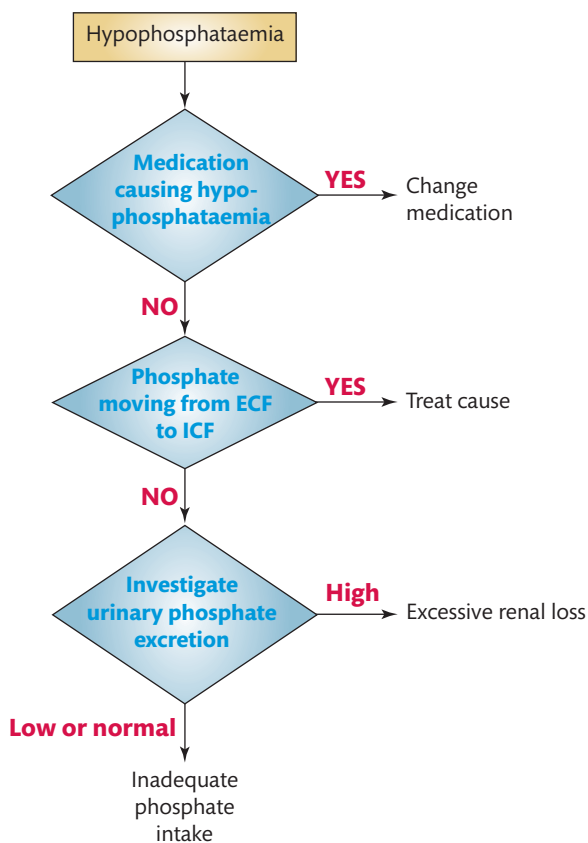 Hypophosphataemia
Medication
causing hypo-
phosphataemia
YES
Change
medication
NO
Phosphate
moving from ECF
to ICF
YES
Treat cause
NO
Investigate
urinary phosphate
excretion
High
Excessive renal loss
Low or normal
Inadequate
phosphate
intake